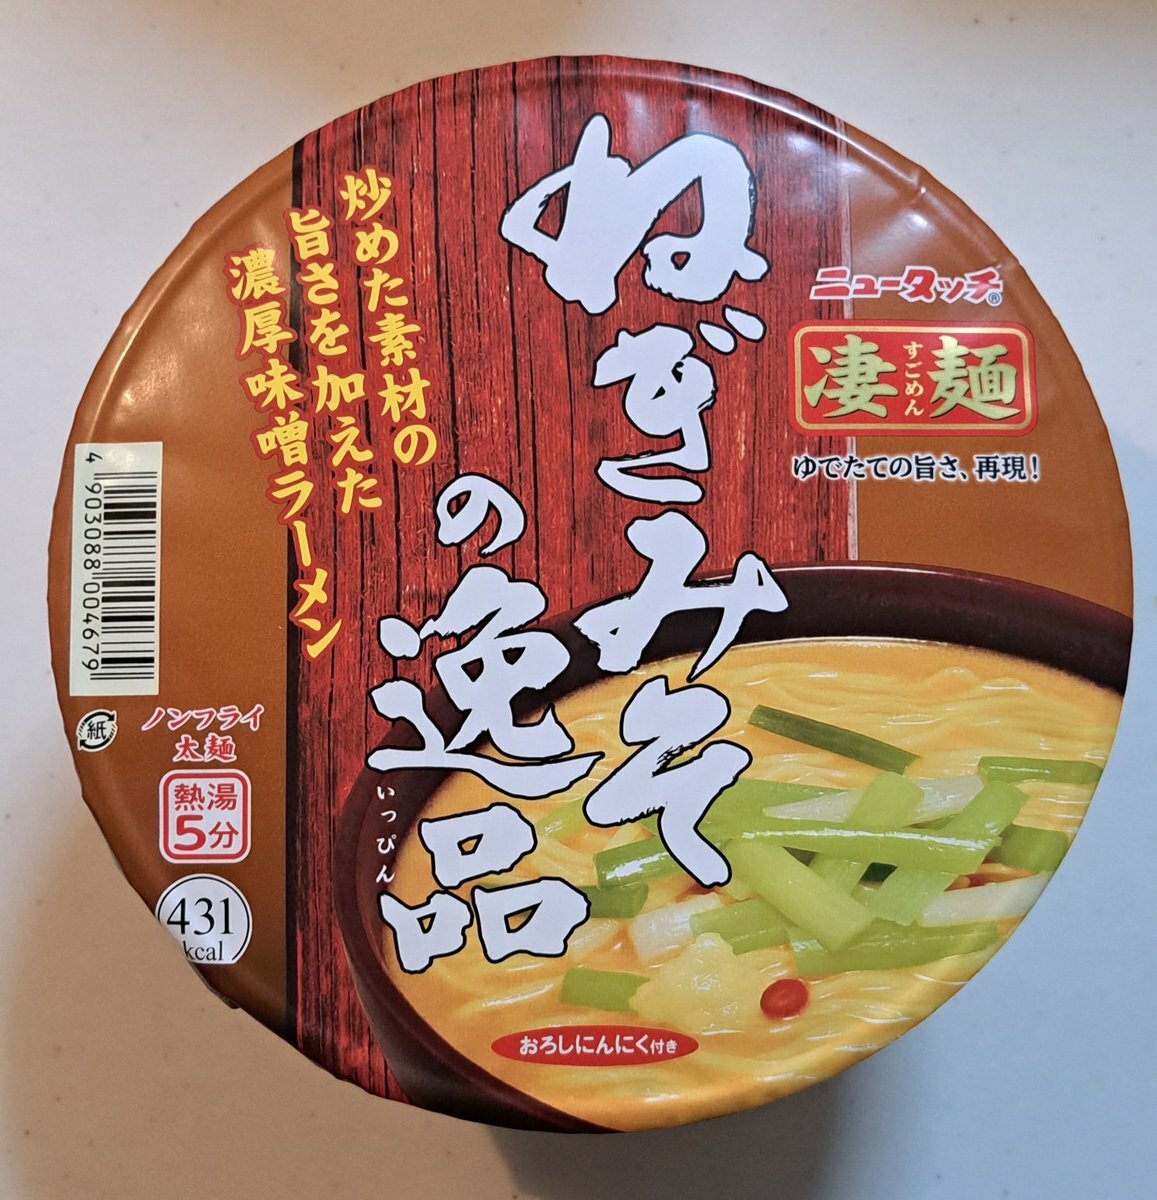 ねぎみそ
の逸品
いっぴん
炒めた素材の
旨さを加えた
濃厚味噌ラーメン
ニュータッチ®
凄麺
すごめん
ゆでたての旨さ、再現!
4 903088 004679
紙
ノンフライ
太麺
熱湯
5分
431
kcal
おろしにんにく付き